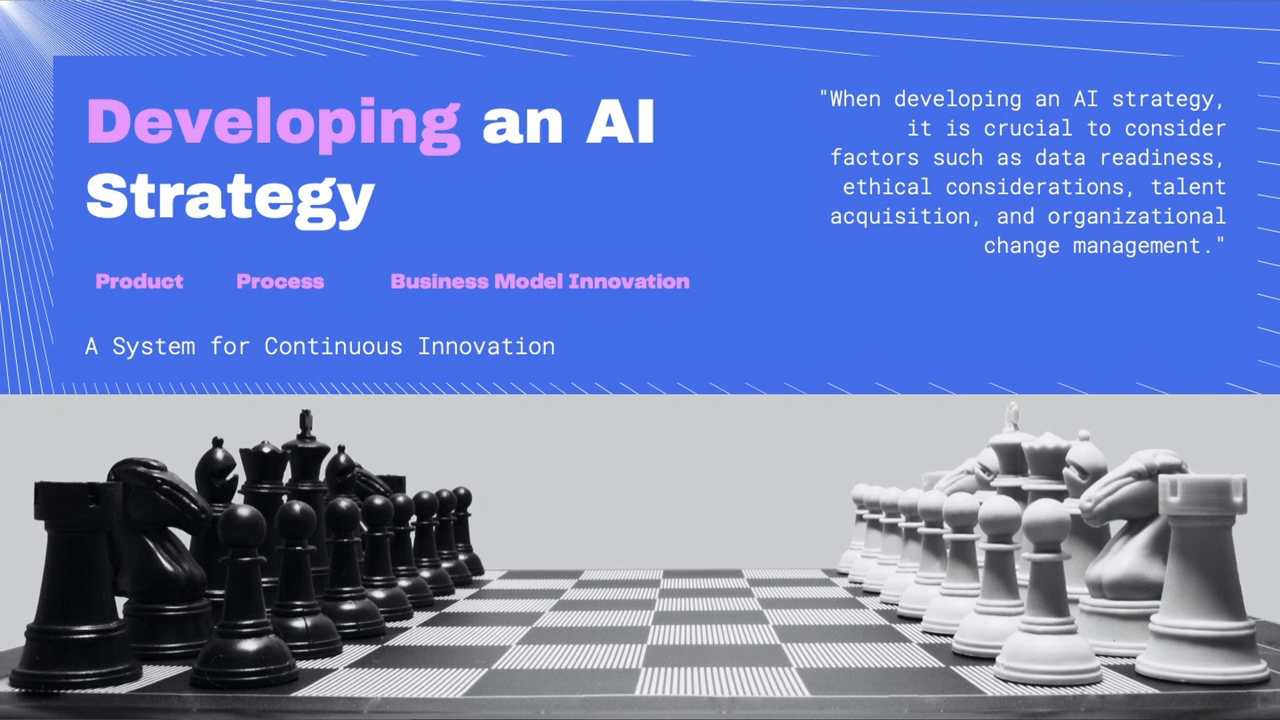 Developing an AI
Strategy
Product Process Business Model Innovation
A System for Continuous Innovation
"When developing an AI strategy,
it is crucial to consider
factors such as data readiness,
ethical considerations, talent
acquisition, and organizational
change management."